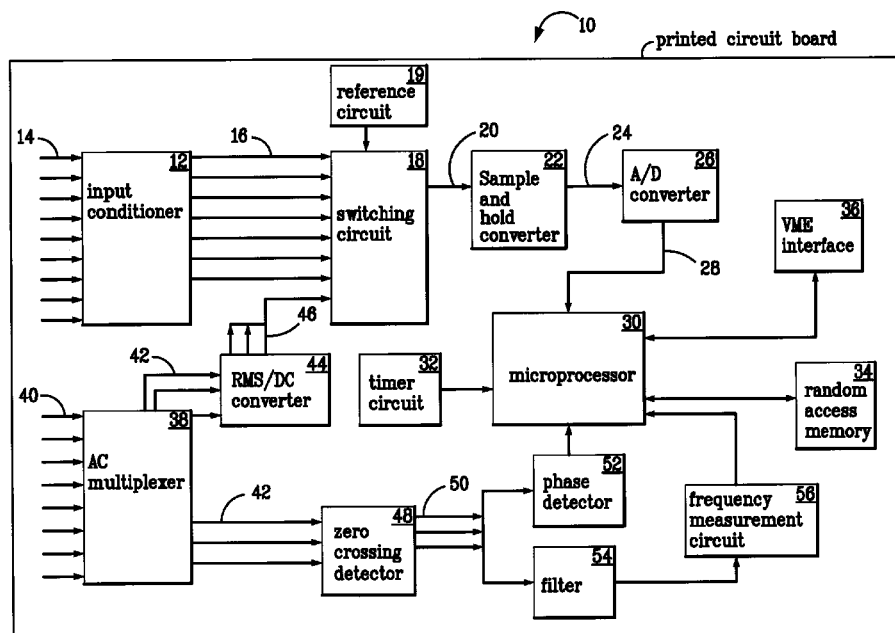 10
printed circuit board
19
reference
circuit
14
12
input
conditioner
16
18
switching
circuit
20
22
Sample
and
hold
converter
24
26
A/D
converter
28
36
VME
interface
46
30
microprocessor
42
44
RMS/DC
converter
32
timer
circuit
34
random
access
memory
40
38
AC
multiplexer
42
48
zero
crossing
detector
50
52
phase
detector
54
filter
56
frequency
measurement
circuit